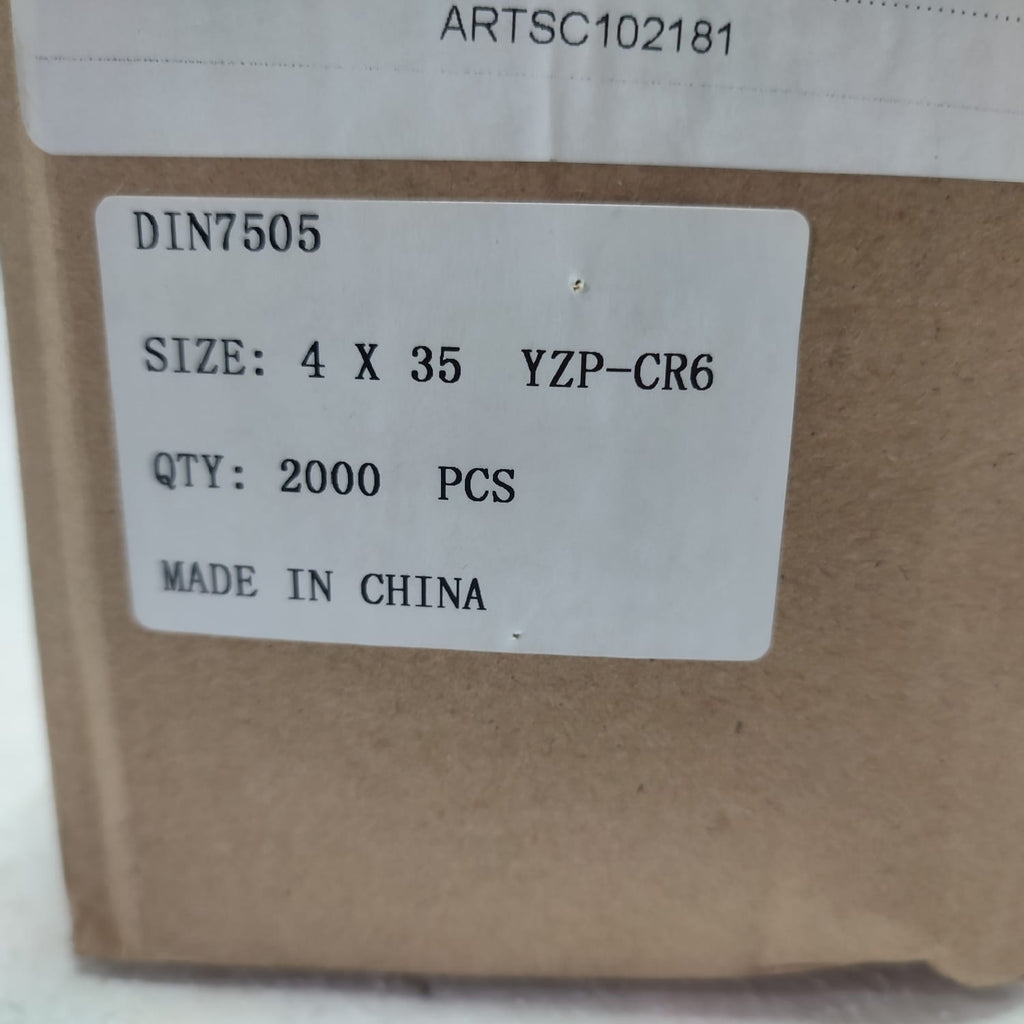 ARTSC102181
DIN7505
SIZE: 4 X 35 YZP-CR6
QTY: 2000 PCS
MADE IN CHINA